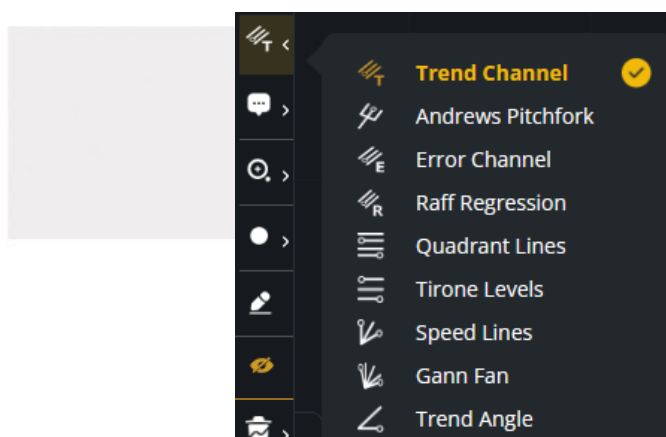 Trend Channel
Andrews Pitchfork
Error Channel
Raff Regression
Quadrant Lines
Tirone Levels
Speed Lines
Gann Fan
Trend Angle